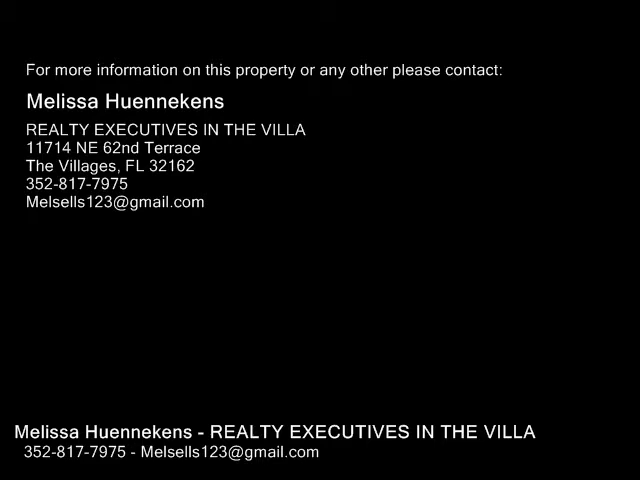 For more information on this property or any other please contact:
Melissa Huennekens
REALTY EXECUTIVES IN THE VILLA
11714 NE 62nd Terrace
The Villages, FL 32162
352-817-7975
Melsells123@gmail.com
Melissa Huennekens - REALTY EXECUTIVES IN THE VILLA
352-817-7975 - Melsells123@gmail.com